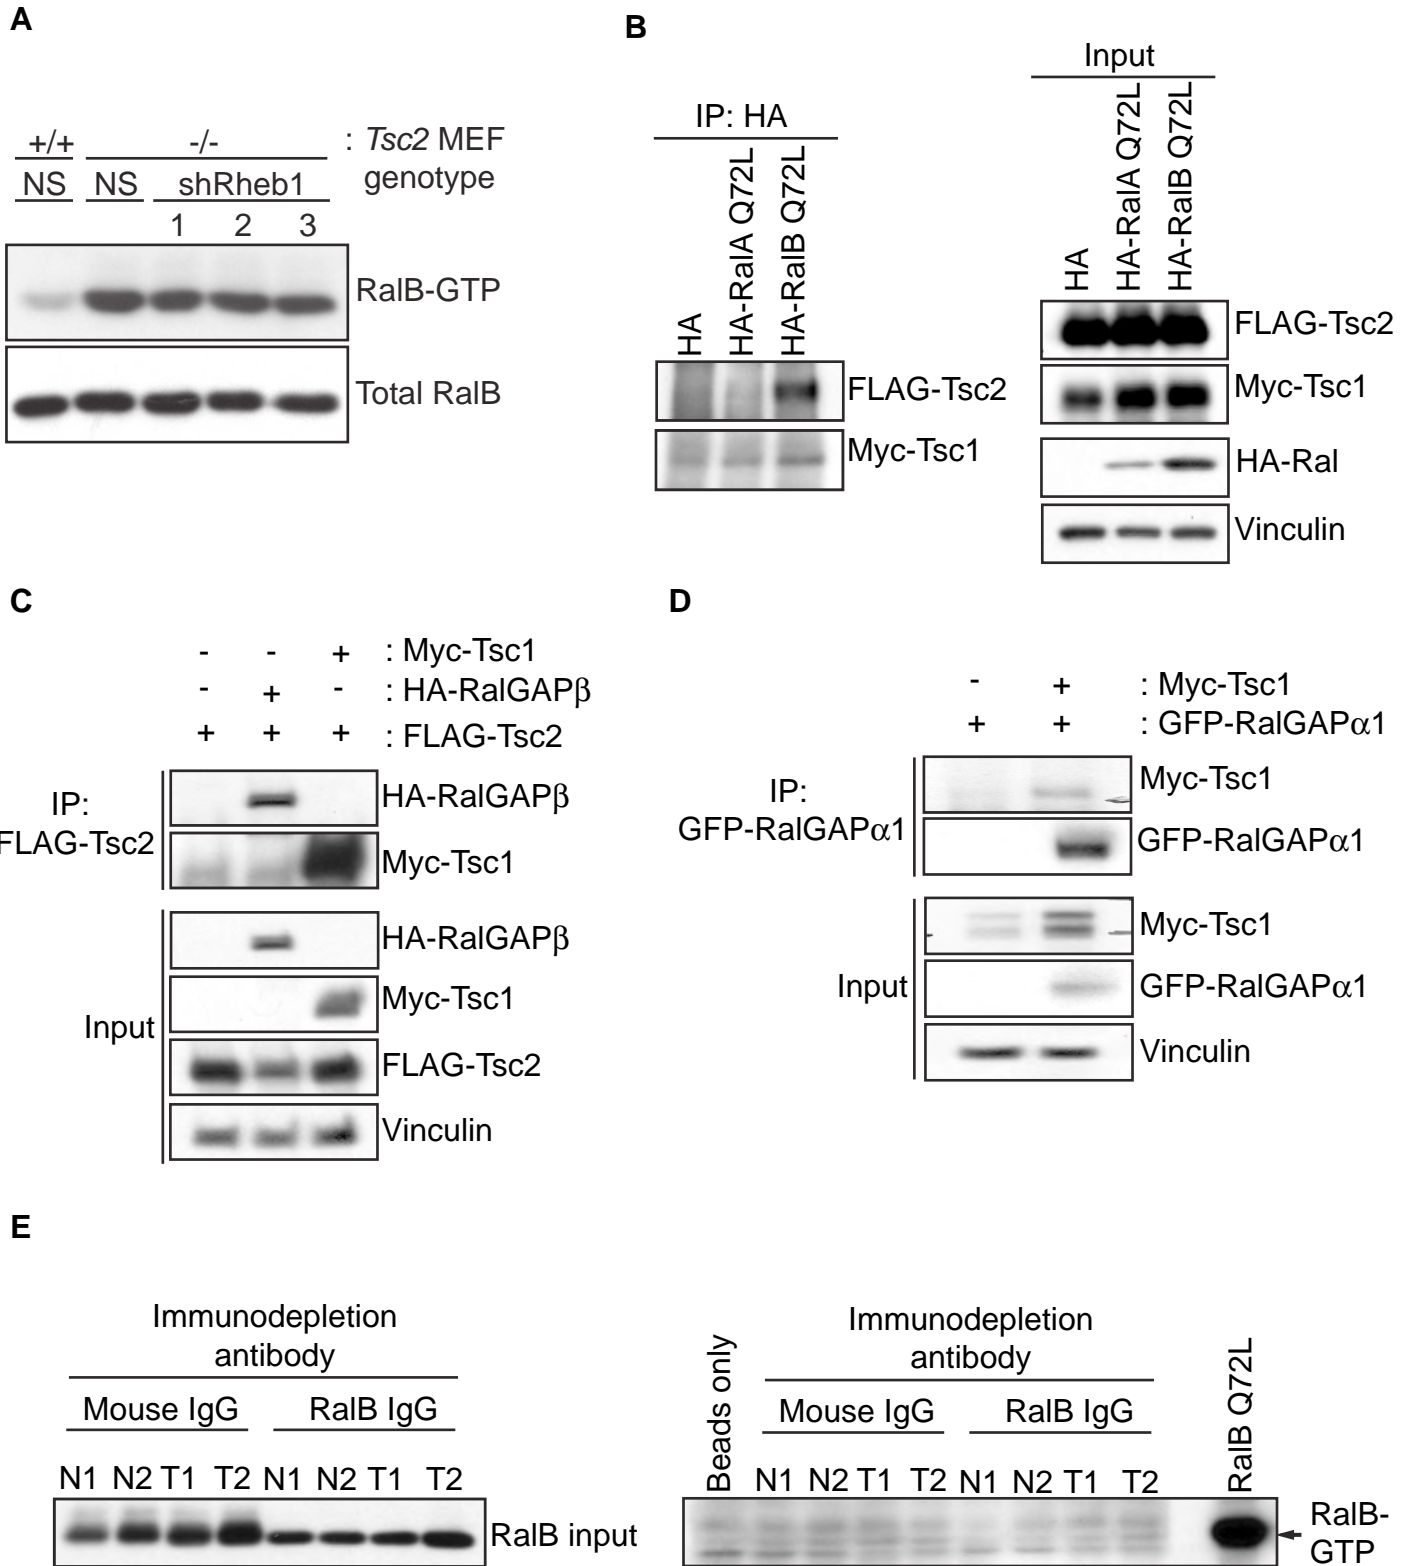 A
+/+ -/- : Tsc2 MEF
NS NS shRheb1 genotype
1 2 3
RalB-GTP
Total RalB
B
IP: HA
HA
HA-RalA Q72L
HA-RalB Q72L
FLAG-Tsc2
Myc-Tsc1
Input
HA
HA-RalA Q72L
HA-RalB Q72L
FLAG-Tsc2
Myc-Tsc1
HA-Ral
Vinculin
C
- - + : Myc-Tsc1
- + - : HA-RalGAPβ
+ + + : FLAG-Tsc2
IP:
FLAG-Tsc2
HA-RalGAPβ
Myc-Tsc1
Input
HA-RalGAPβ
Myc-Tsc1
FLAG-Tsc2
Vinculin
D
- + : Myc-Tsc1
+ + : GFP-RalGAPα1
IP:
GFP-RalGAPα1
Myc-Tsc1
GFP-RalGAPα1
Input
Myc-Tsc1
GFP-RalGAPα1
Vinculin
E
Immunodepletion
antibody
Mouse IgG RalB IgG
N1 N2 T1 T2 N1 N2 T1 T2
RalB input
Beads only
Immunodepletion
antibody
Mouse IgG RalB IgG
N1 N2 T1 T2 N1 N2 T1 T2
RalB Q72L
RalB-
GTP